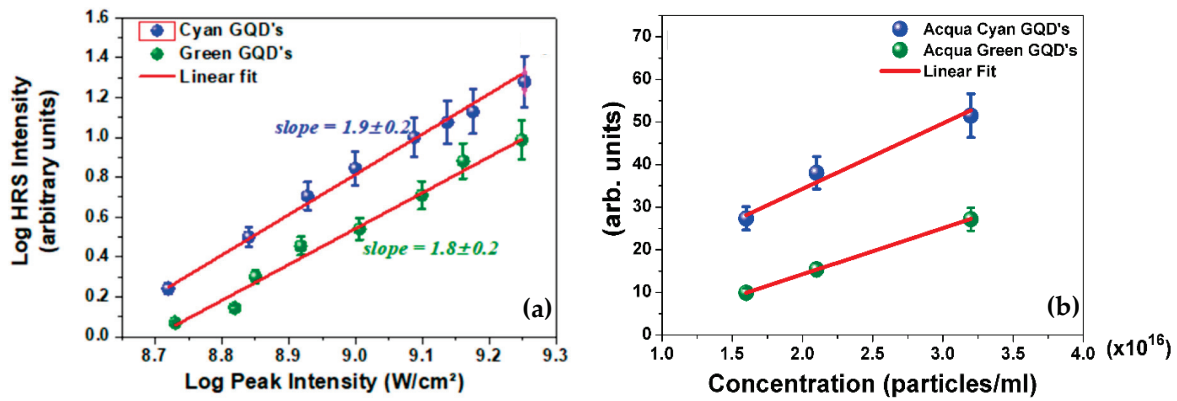 Log HRS Intensity
(arbitrary units)
1.6
1.4
1.2
1.0
0.8
0.6
0.4
0.2
0.0
Cyan GQD's
Green GQD's
Linear fit
slope = 1.9±0.2
slope = 1.8±0.2
(a)
8.7 8.8 8.9 9.0 9.1 9.2 9.3
Log Peak Intensity (W/cm²)
(arb. units)
70
60
50
40
30
20
10
0
Acqua Cyan GQD's
Acqua Green GQD's
Linear Fit
(b)
1.0 1.5 2.0 2.5 3.0 3.5 4.0 (x10¹⁶)
Concentration (particles/ml)